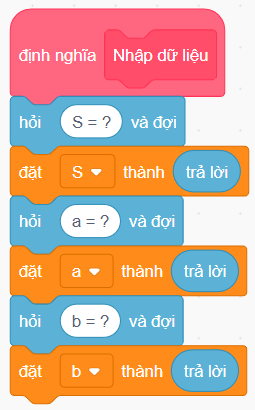 định nghĩa Nhập dữ liệu
hỏi S = ? và đợi
đặt S thành trả lời
hỏi a = ? và đợi
đặt a thành trả lời
hỏi b = ? và đợi
đặt b thành trả lời